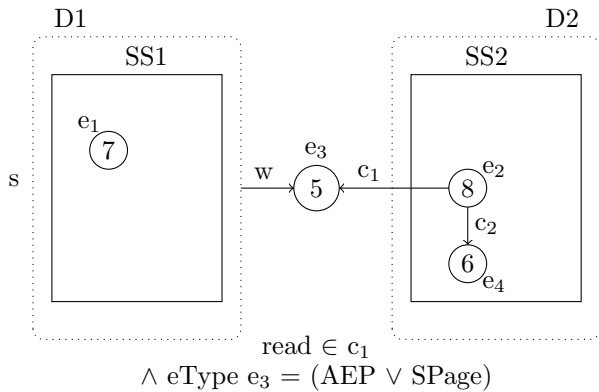 D1
D2
SS1
SS2
e₁
7
s
w
e₃
5
c₁
8
e₂
c₂
6
e₄
read ∈ c₁
∧ eType e₃ = (AEP ∨ SPage)